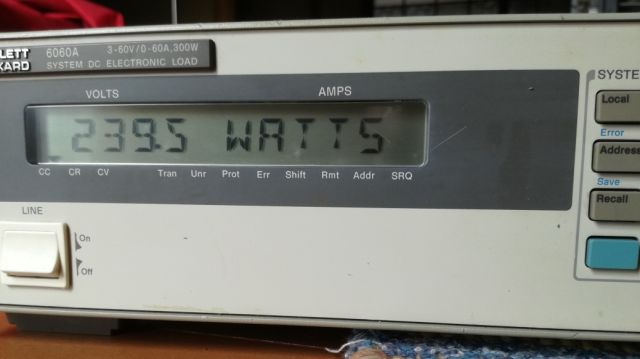 LETT 6060A 3-60V/0-60A,300W
KARD SYSTEM DC ELECTRONIC LOAD
VOLTS AMPS
239.5 WATTS
CC CR CV Tran Unr Prot Err Shift Rmt Addr SRQ
LINE
On
Off
SYSTE
Local
Error
Address
Save
Recall